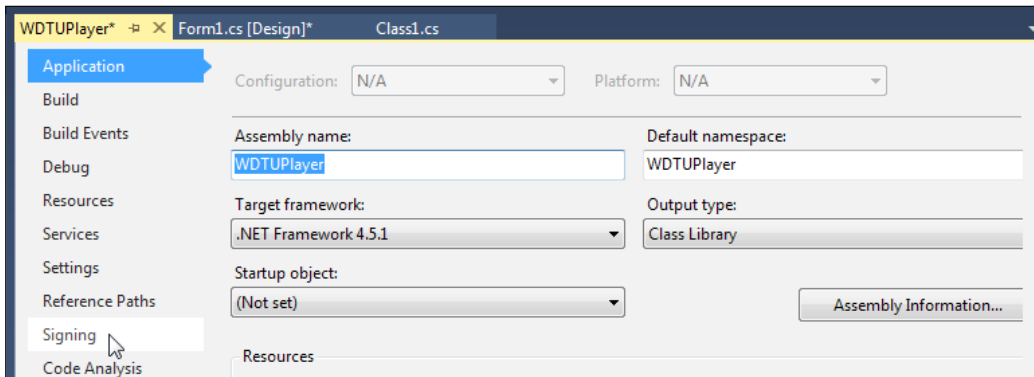 WDTUPlayer* Form1.cs [Design]* Class1.cs
Application
Configuration: N/A Platform: N/A
Build
Build Events
Assembly name: Default namespace:
Debug
WDTUPlayer WDTUPlayer
Resources
Target framework: Output type:
Services
.NET Framework 4.5.1 Class Library
Settings
Startup object:
Reference Paths
(Not set) Assembly Information...
Signing
Resources
Code Analysis